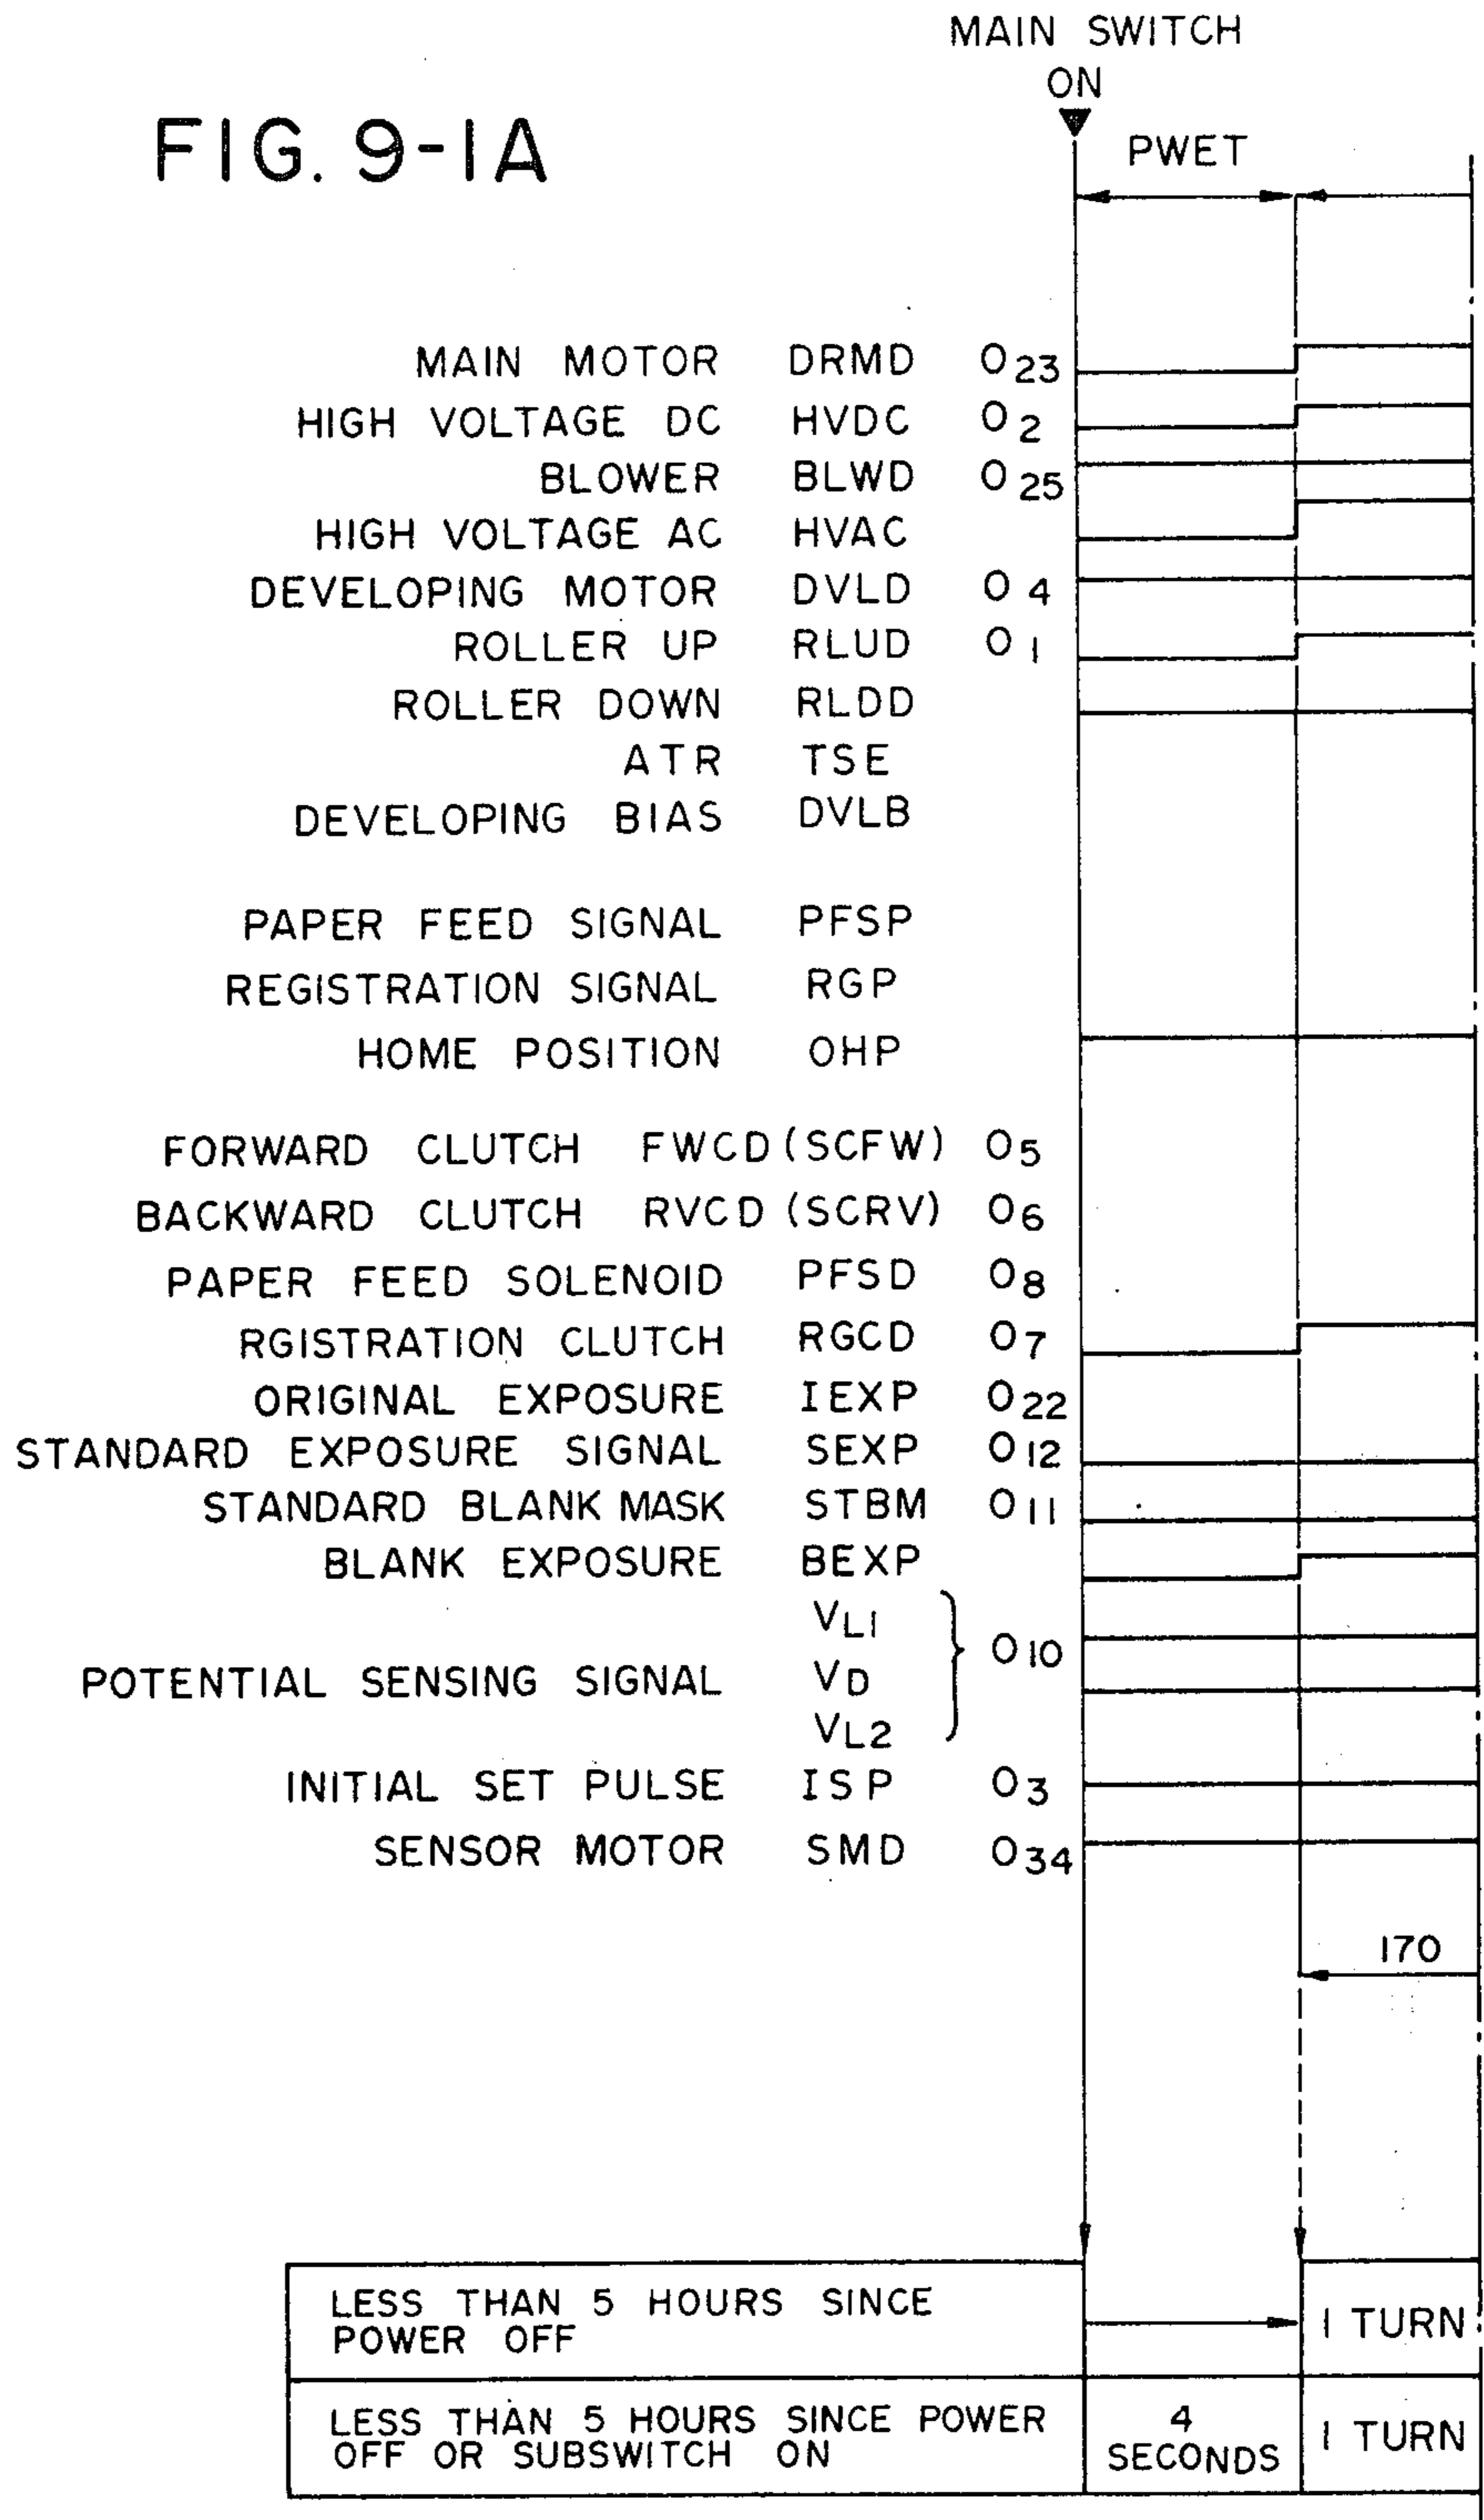 MAIN SWITCH
ON
FIG. 9-1A
PWET
MAIN MOTOR DRMD O23
HIGH VOLTAGE DC HVDC O2
BLOWER BLWD O25
HIGH VOLTAGE AC HVAC
DEVELOPING MOTOR DVLD O4
ROLLER UP RLUD O1
ROLLER DOWN RLDD
ATR TSE
DEVELOPING BIAS DVLB
PAPER FEED SIGNAL PFSP
REGISTRATION SIGNAL RGP
HOME POSITION OHP
FORWARD CLUTCH FWCD (SCFW) O5
BACKWARD CLUTCH RVCD (SCRV) O6
PAPER FEED SOLENOID PFSD O8
RGISTRATION CLUTCH RGCD O7
ORIGINAL EXPOSURE IEXP O22
STANDARD EXPOSURE SIGNAL SEXP O12
STANDARD BLANK MASK STBM O11
BLANK EXPOSURE BEXP
VL1
POTENTIAL SENSING SIGNAL VD O10
VL2
INITIAL SET PULSE ISP O3
SENSOR MOTOR SMD O34
170
LESS THAN 5 HOURS SINCE
POWER OFF
1 TURN
LESS THAN 5 HOURS SINCE POWER
OFF OR SUBSWITCH ON
4
SECONDS
1 TURN